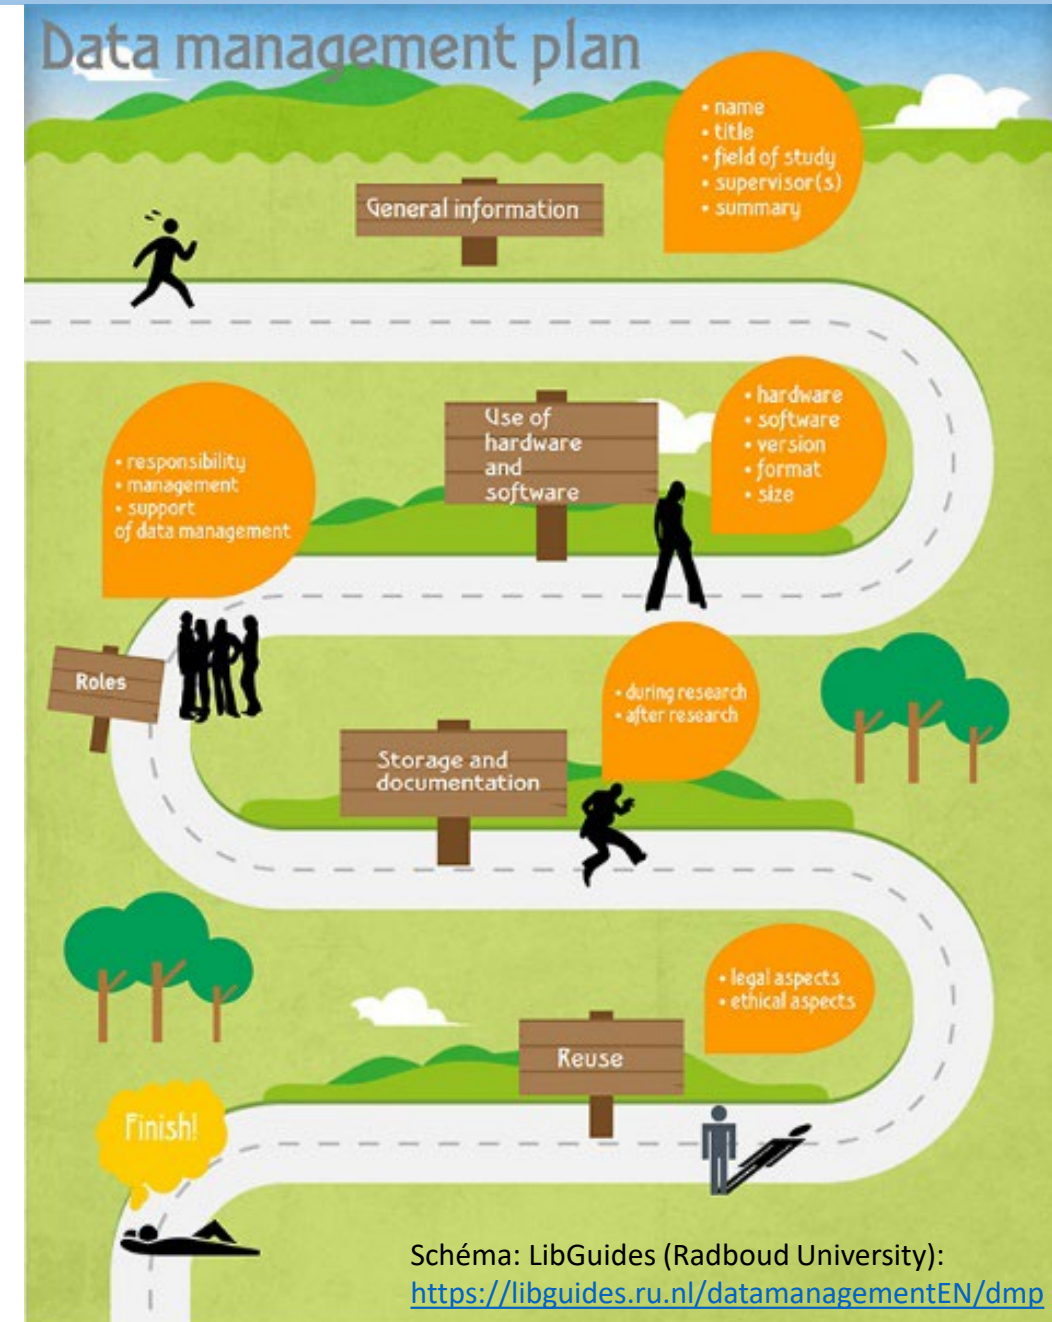 Data management plan
• name
• title
• field of study
• supervisor(s)
• summary
General information
Use of
hardware
and
software
• hardware
• software
• version
• format
• size
• responsibility
• management
• support
of data management
Roles
• during research
• after research
Storage and
documentation
• legal aspects
• ethical aspects
Reuse
Finish!
Schéma: LibGuides (Radboud University):
https://libguides.ru.nl/datamanagementEN/dmp